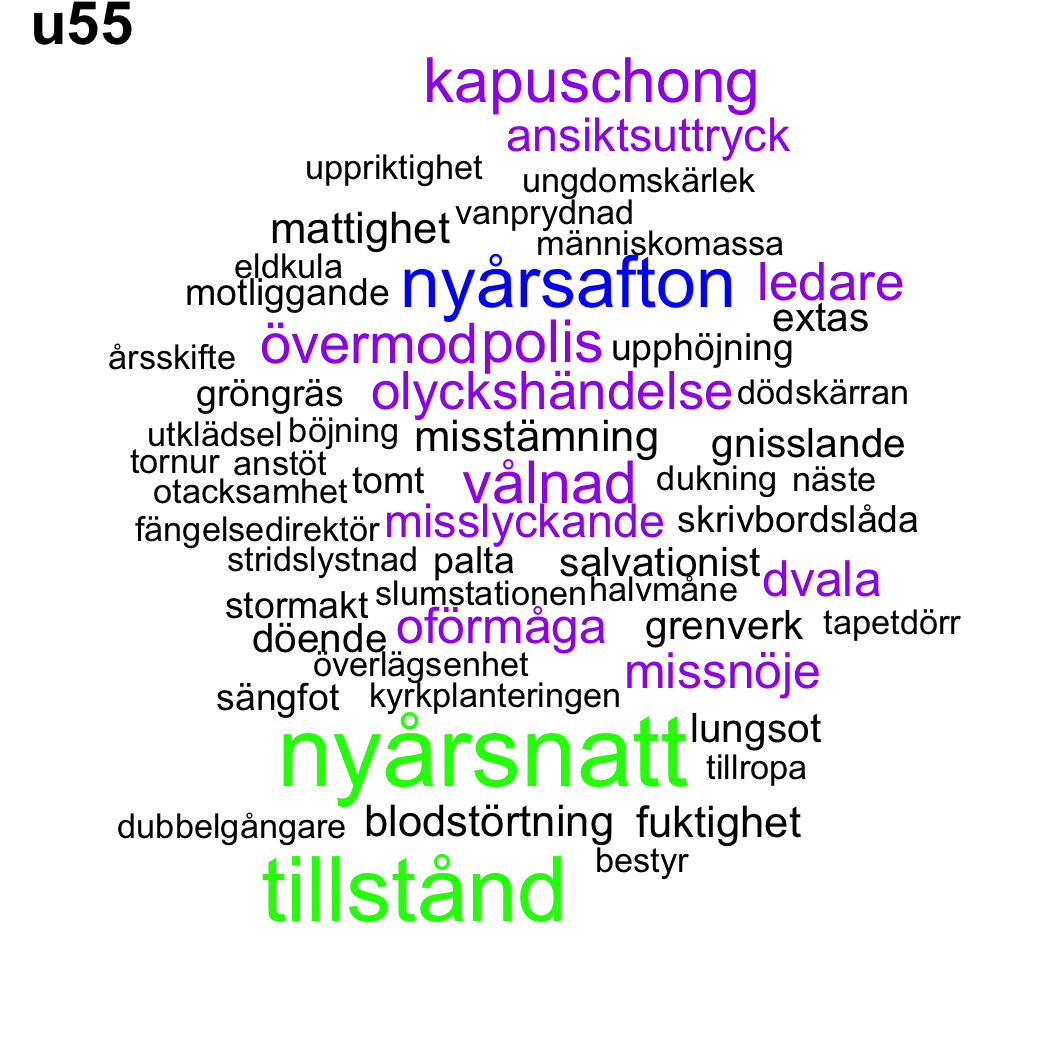 u55
kapuschong
ansiktsuttryck
uppriktighet ungdomskärlek
mattighet vanprydnad
människomassa
eldkula nyårsafton ledare
motliggande
extas
årsskifte övermod polis upphöjning
gröngräs olyckshändelse dödskärran
utklädsel böjning misstämning gnisslande
tornur anstöt tomt vålnad dukning näste
otacksamhet
fängelsedirektör misslyckande skrivbordslåda
stridslystnad palta salvationist dvala
stormakt slumstationen halvmåne
döende oförmåga grenverk tapetdörr
överlägsenhet missnöje
sängfot kyrkplanteringen
nyårsnatt lungsot
tillropa
dubbelgångare blodstörtning fuktighet
tillstånd bestyr